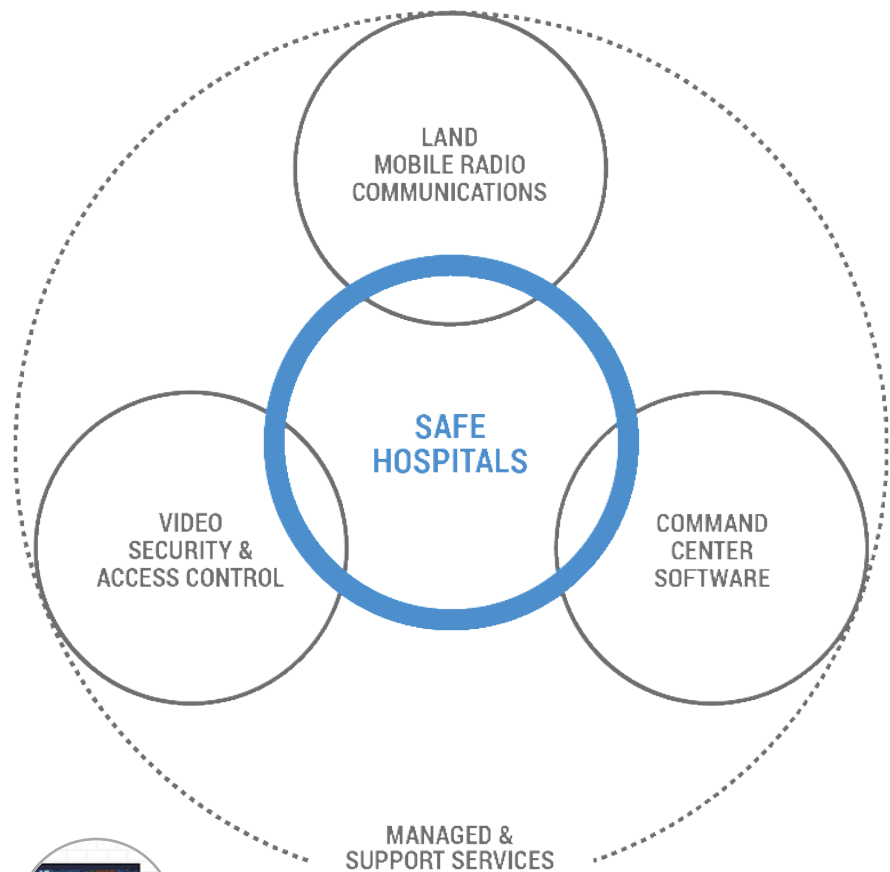 LAND
MOBILE RADIO
COMMUNICATIONS
SAFE
HOSPITALS
VIDEO
SECURITY &
ACCESS CONTROL
COMMAND
CENTER
SOFTWARE
MANAGED &
SUPPORT SERVICES